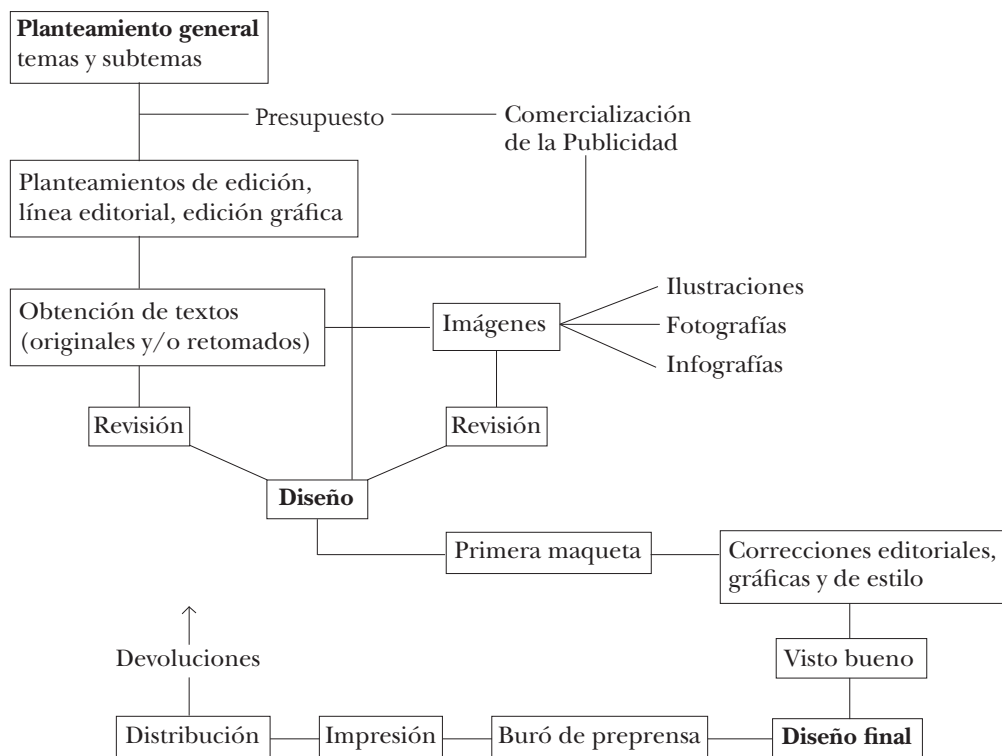 Planteamiento general
temas y subtemas
Presupuesto
Comercialización
de la Publicidad
Planteamientos de edición,
línea editorial, edición gráfica
Obtención de textos
(originales y/o retomados)
Imágenes
Ilustraciones
Fotografías
Infografías
Revisión
Revisión
Diseño
Primera maqueta
Correcciones editoriales,
gráficas y de estilo
Visto bueno
Diseño final
Buró de preprensa
Impresión
Distribución
Devoluciones